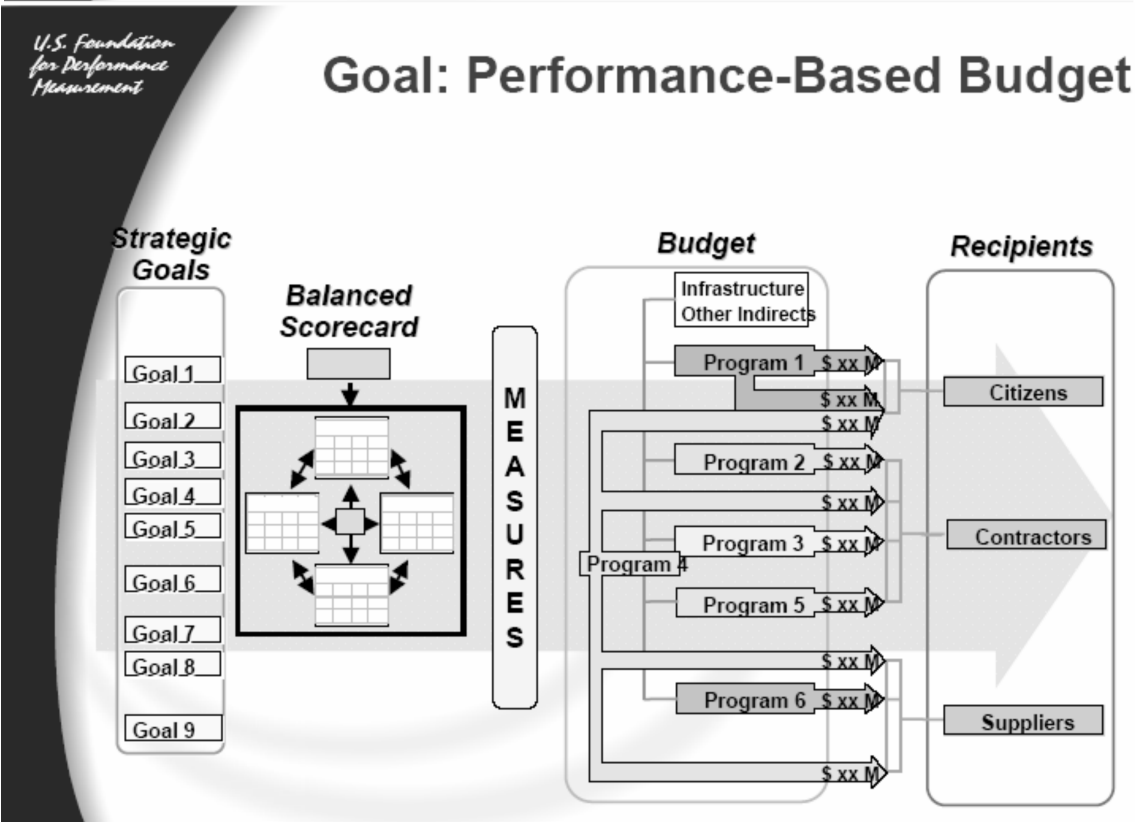 U.S. Foundation
for Performance
Measurement
Goal: Performance-Based Budget
Strategic
Goals
Goal 1
Goal 2
Goal 3
Goal 4
Goal 5
Goal 6
Goal 7
Goal 8
Goal 9
Balanced
Scorecard
MEASURES
Budget
Infrastructure
Other Indirects
Program 1 $ xx M
$ xx M
$ xx M
Program 2 $ xx M
$ xx M
Program 3 $ xx M
Program 4
Program 5 $ xx M
$ xx M
Program 6 $ xx M
$ xx M
Recipients
Citizens
Contractors
Suppliers